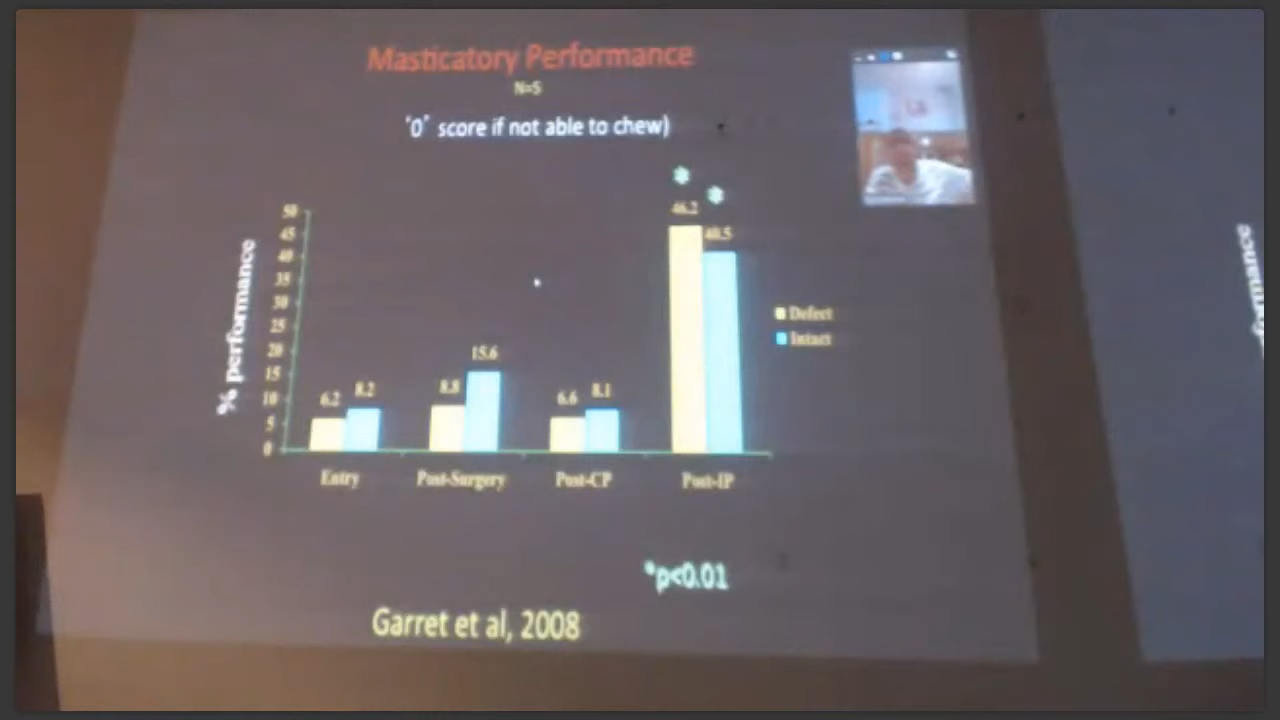 Masticatory Performance
N=5
'0' score if not able to chew)
% performance
50
45
40
35
30
25
20
15
10
5
0
6.2
8.2
8.8
15.6
6.6
8.1
46.2
40.5
Defect
Intact
Entry
Post-Surgery
Post-CP
Post-IP
*p<0.01
Garret et al, 2008